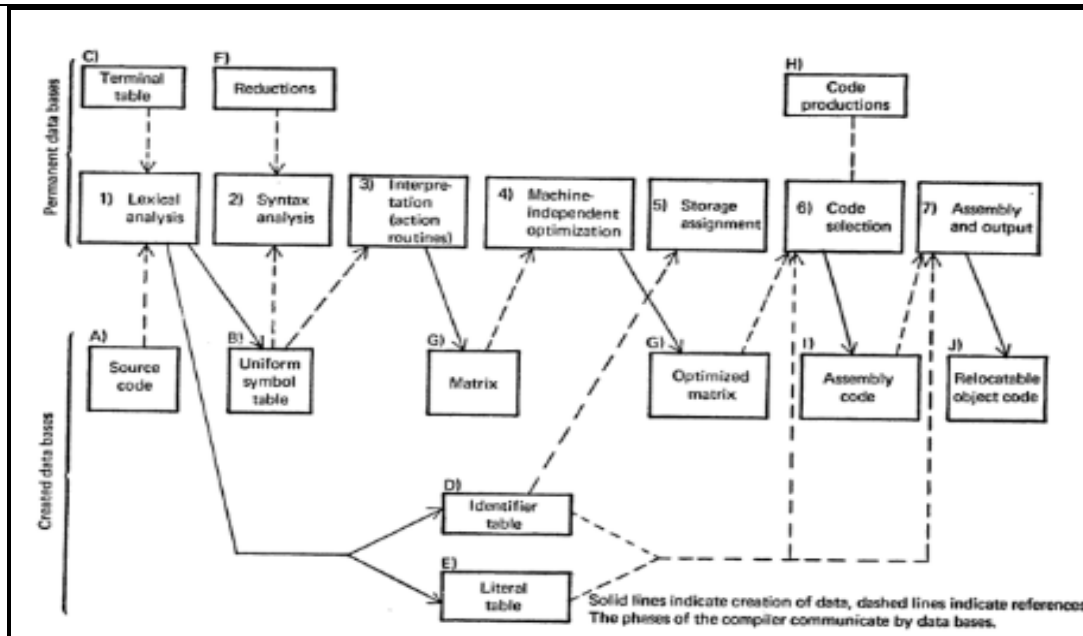 C)
Terminal
table
F)
Reductions
H)
Code
productions
Permanent data bases
1) Lexical
analysis
2) Syntax
analysis
3) Interpre-
tation
(action
routines)
4) Machine-
independent
optimization
5) Storage
assignment
6) Code
selection
7) Assembly
and output
Created data bases
A)
Source
code
B)
Uniform
symbol
table
G)
Matrix
G)
Optimized
matrix
I)
Assembly
code
J)
Relocatable
object code
D)
Identifier
table
E)
Literal
table
Solid lines indicate creation of data, dashed lines indicate references
The phases of the compiler communicate by data bases.